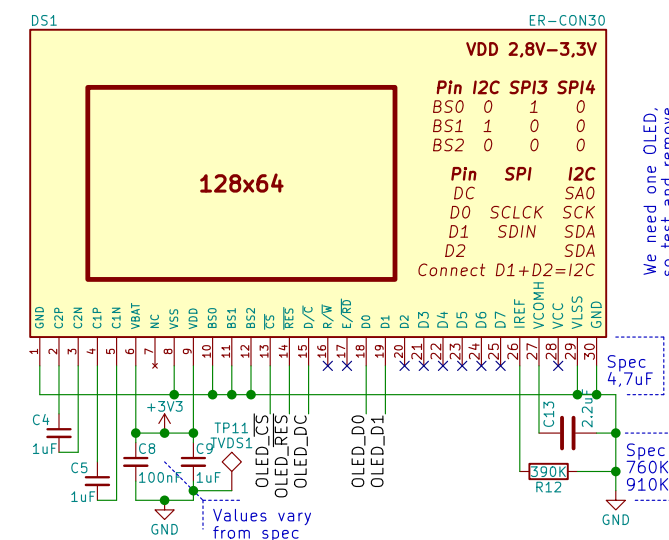 DS1 ER-CON30
VDD 2,8V-3,3V
Pin I2C SPI3 SPI4
BS0 0 1 0
BS1 1 0 0
BS2 0 0 0
128x64
Pin SPI I2C
DC SA0
D0 SCLCK SCK
D1 SDIN SDA
D2 SDA
Connect D1+D2=I2C
We need one OLED,
so test and remove
GND C2P C2N C1P C1N VBAT NC VSS VDD BS0 BS1 BS2 CS RES D/C R/W E/RD D0 D1 D2 D3 D4 D5 D6 D7 IREF VCOMH VCC VLSS GND
1 2 3 4 5 6 7 8 9 10 11 12 13 14 15 16 17 18 19 20 21 22 23 24 25 26 27 28 29 30
Spec
4,7uF
+3V3
C4
1uF
C5
1uF
C8
100nF
C9
1uF
TP11
TVDS1
OLED_CS
OLED_RES
OLED_DC
OLED_D0
OLED_D1
C13
2.2uF
390K
R12
Spec
760K
910K
GND
GND
Values vary
from spec